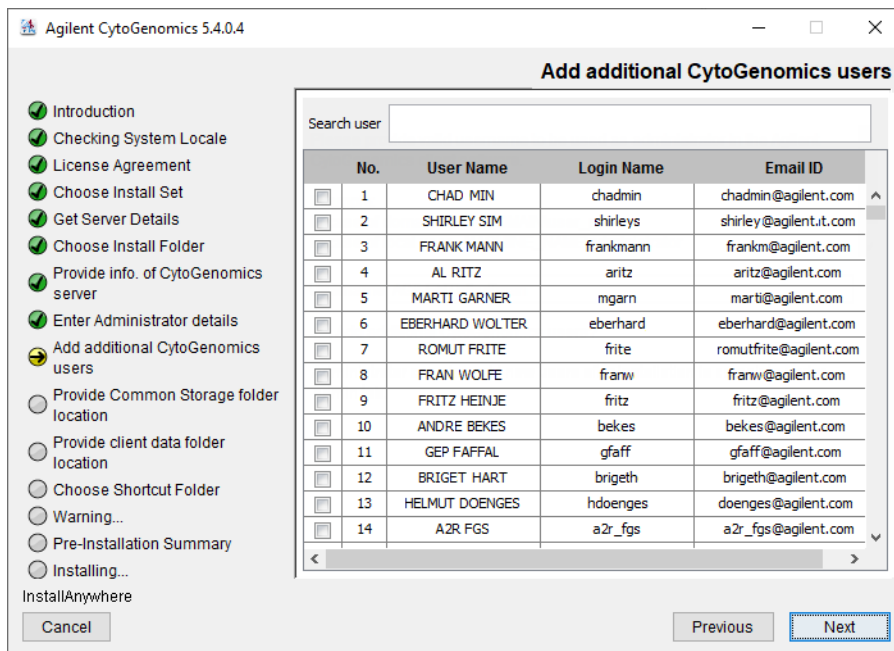 Agilent CytoGenomics 5.4.0.4
Add additional CytoGenomics users
Introduction
Checking System Locale
License Agreement
Choose Install Set
Get Server Details
Choose Install Folder
Provide info. of CytoGenomics
server
Enter Administrator details
Add additional CytoGenomics
users
Provide Common Storage folder
location
Provide client data folder
location
Choose Shortcut Folder
Warning...
Pre-Installation Summary
Installing...
Search user
No. User Name Login Name Email ID
1 CHAD MIN chadmin chadmin@agilent.com
2 SHIRLEY SIM shirleys shirley@agilent.it.com
3 FRANK MANN frankmann frankm@agilent.com
4 AL RITZ aritz aritz@agilent.com
5 MARTI GARNER mgarn marti@agilent.com
6 EBERHARD WOLTER eberhard eberhard@agilent.com
7 ROMUT FRITE frite romutfrite@agilent.com
8 FRAN WOLFE franw franw@agilent.com
9 FRITZ HEINJE fritz fritz@agilent.com
10 ANDRE BEKES bekes bekes@agilent.com
11 GEP FAFFAL gfaff gfaff@agilent.com
12 BRIGET HART brigeth brigeth@agilent.com
13 HELMUT DOENGES hdoenges doenges@agilent.com
14 A2R FGS a2r_fgs a2r_fgs@agilent.com
InstallAnywhere
Cancel Previous Next